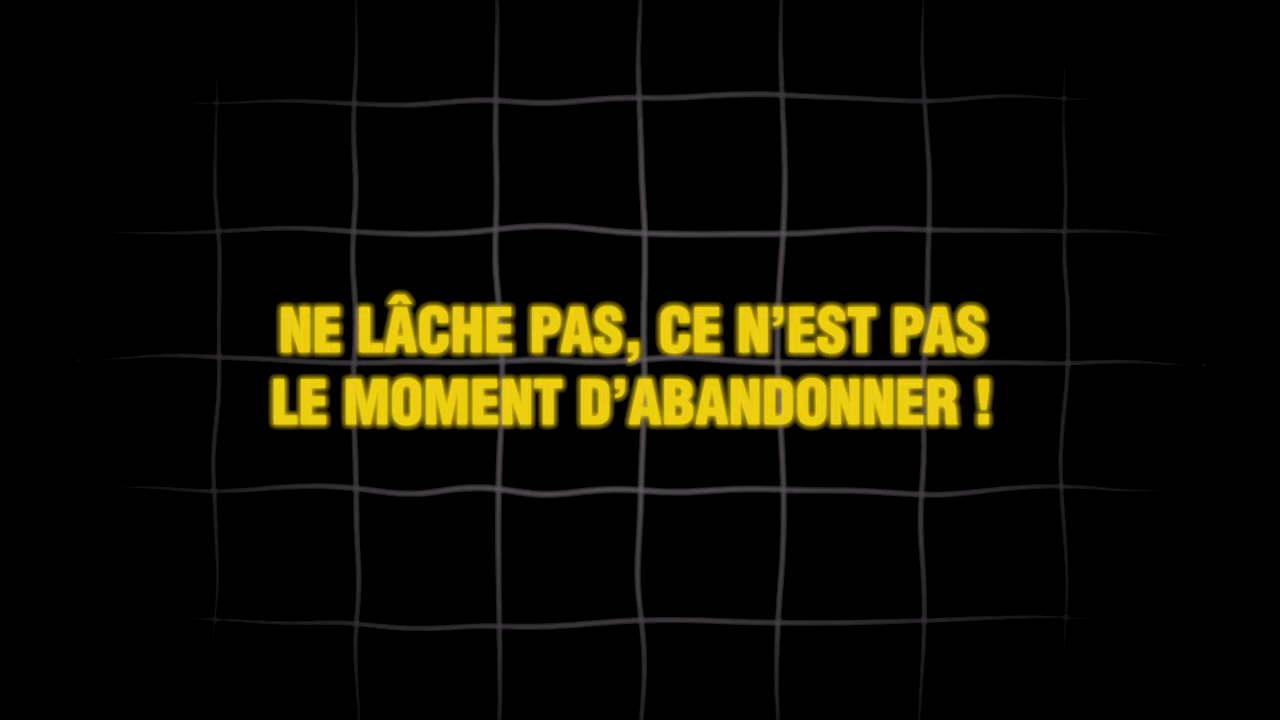 NE LÂCHE PAS, CE N’EST PAS
LE MOMENT D’ABANDONNER !